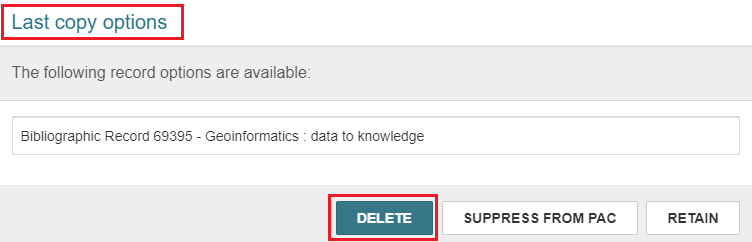 Last copy options
The following record options are available:
Bibliographic Record 69395 - Geoinformatics : data to knowledge
DELETE SUPPRESS FROM PAC RETAIN